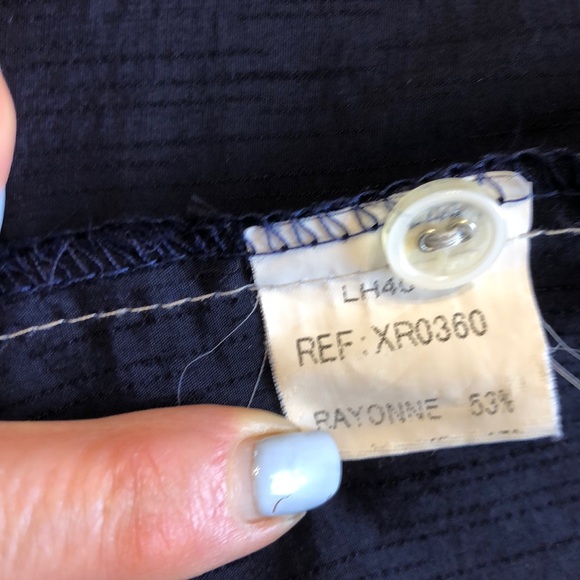 REF: XR0360
RAYONNE 53%